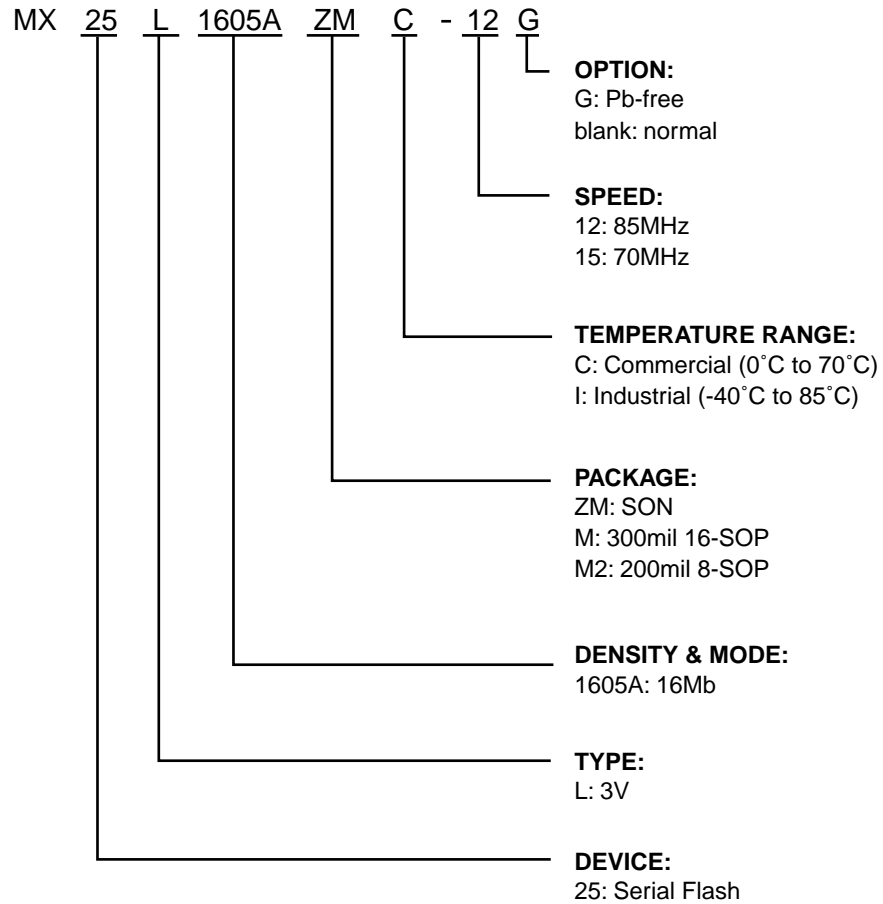 MX 25 L 1605A ZM C - 12 G
OPTION:
G: Pb-free
blank: normal
SPEED:
12: 85MHz
15: 70MHz
TEMPERATURE RANGE:
C: Commercial (0˚C to 70˚C)
I: Industrial (-40˚C to 85˚C)
PACKAGE:
ZM: SON
M: 300mil 16-SOP
M2: 200mil 8-SOP
DENSITY & MODE:
1605A: 16Mb
TYPE:
L: 3V
DEVICE:
25: Serial Flash